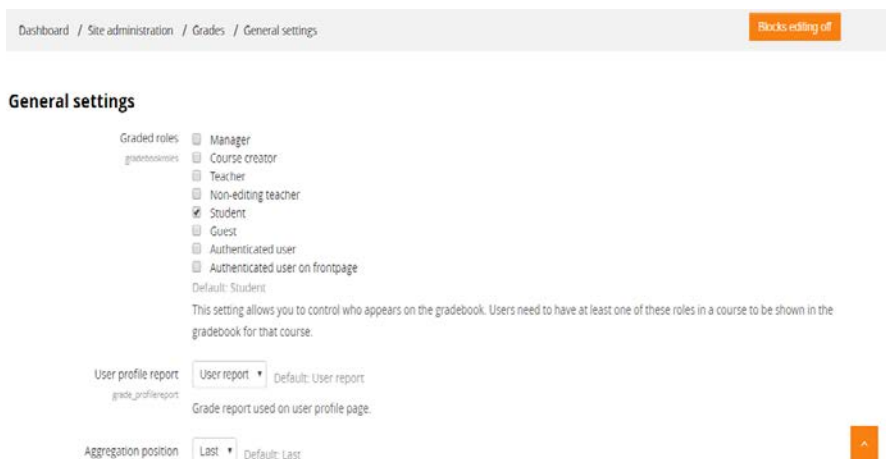 Dashboard / Site administration / Grades / General settings
Blocks editing off
General settings
Graded roles
gradebookroles
Manager
Course creator
Teacher
Non-editing teacher
Student
Guest
Authenticated user
Authenticated user on frontpage
Default: Student
This setting allows you to control who appears on the gradebook. Users need to have at least one of these roles in a course to be shown in the
gradebook for that course.
User profile report User report Default: User report
grade_profilereport
Grade report used on user profile page.
Aggregation position Last Default: Last